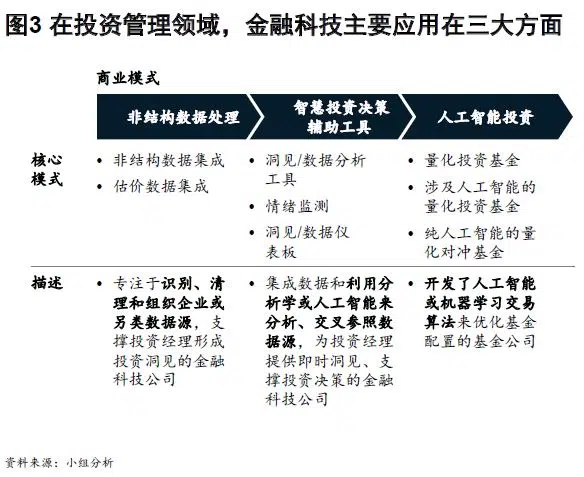 图3 在投资管理领域，金融科技主要应用在三大方面
商业模式
非结构数据处理
智慧投资决策
辅助工具
人工智能投资
核心
模式
• 非结构数据集成
• 估价数据集成
• 洞见/数据分析
工具
• 情绪监测
• 洞见/数据仪
表板
• 量化投资基金
• 涉及人工智能的
量化投资基金
• 纯人工智能的量
化对冲基金
描述
• 专注于识别、清
理和组织企业或
另类数据源，支
撑投资经理形成
投资洞见的金融
科技公司
• 集成数据和利用分
析学或人工智能来
分析、交叉参照数
据源，为投资经理
提供即时洞见、支
撑投资决策的金融
科技公司
• 开发了人工智能
或机器学习交易
算法来优化基金
配置的基金公司
资料来源：小组分析